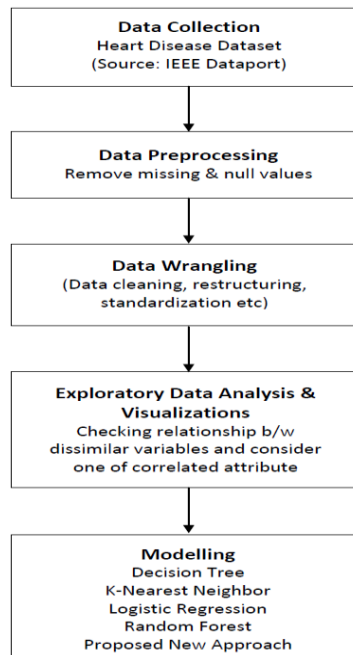 Data Collection
Heart Disease Dataset
(Source: IEEE Dataport)
Data Preprocessing
Remove missing & null values
Data Wrangling
(Data cleaning, restructuring,
standardization etc)
Exploratory Data Analysis &
Visualizations
Checking relationship b/w
dissimilar variables and consider
one of correlated attribute
Modelling
Decision Tree
K-Nearest Neighbor
Logistic Regression
Random Forest
Proposed New Approach